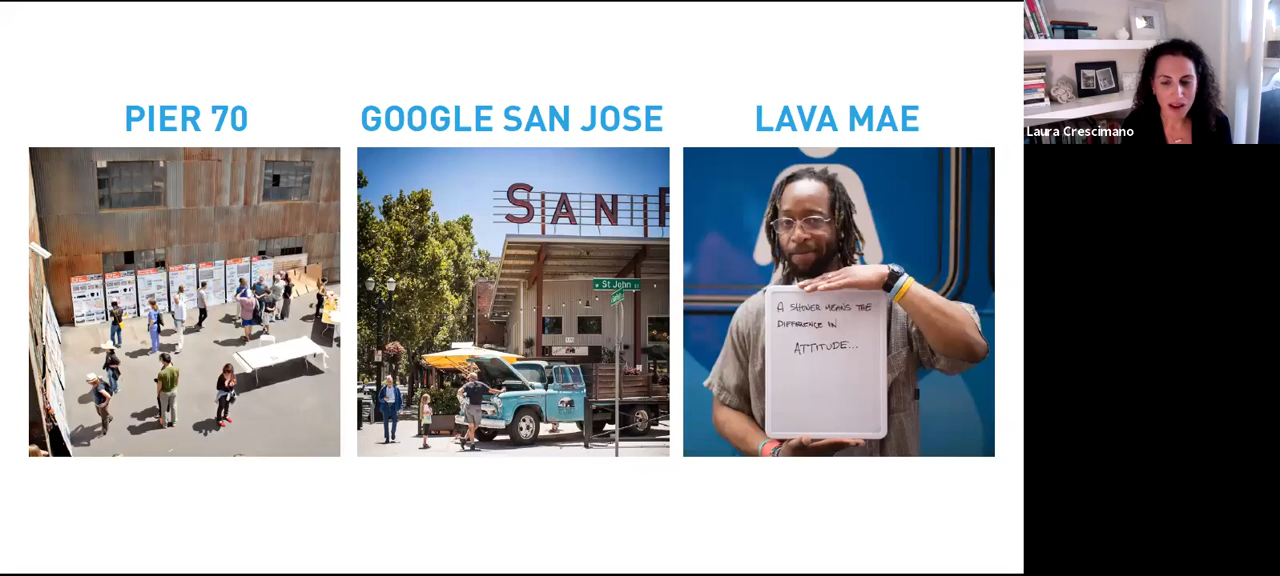 PIER 70
GOOGLE SAN JOSE
LAVA MAE
Laura Crescimano
SAN
St John
A SHOWER MEANS THE
DIFFERENCE IN
ATTITUDE...